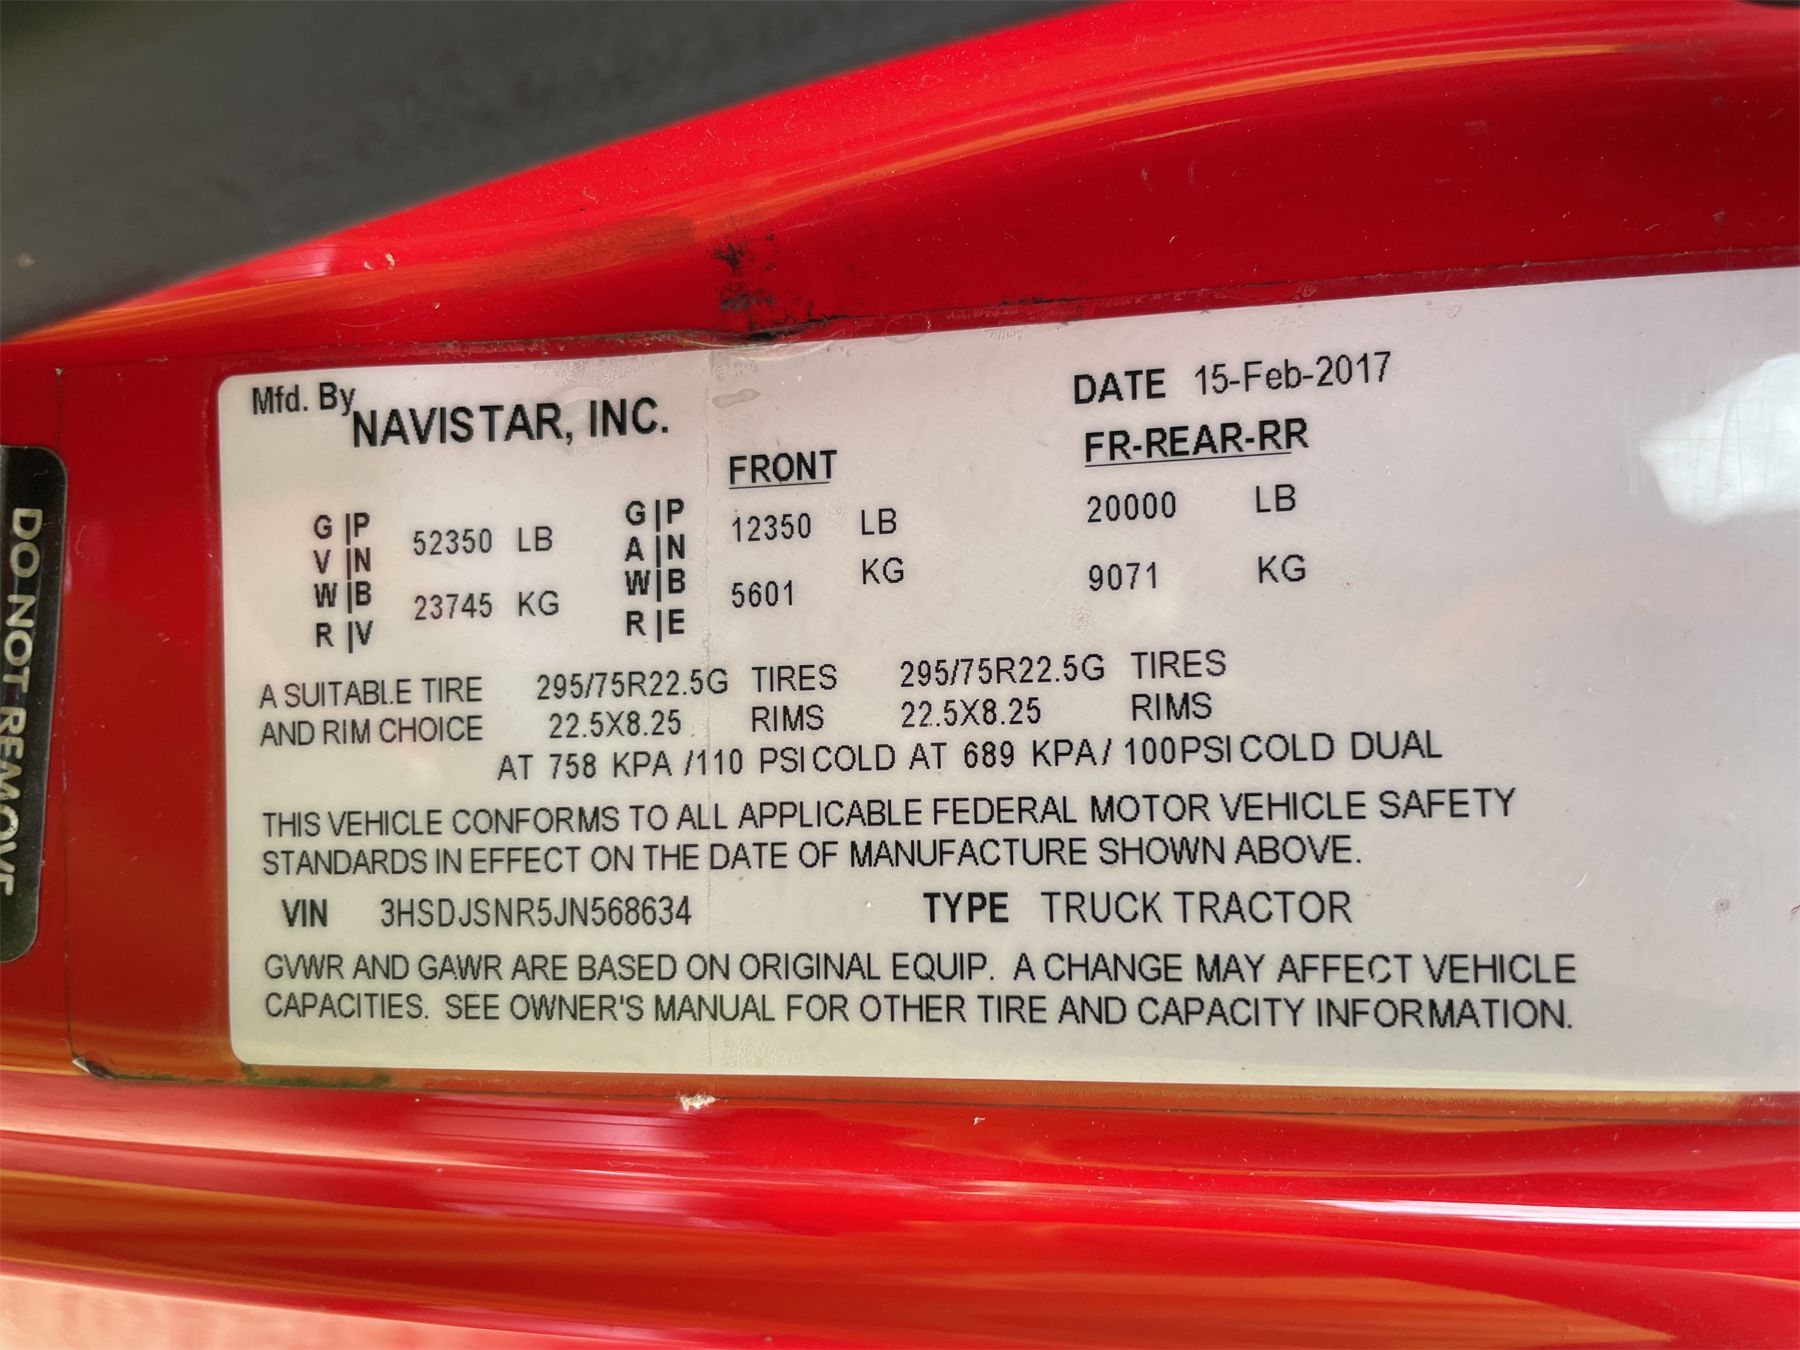 Mfd. By NAVISTAR, INC.
DATE 15-Feb-2017
FRONT
FR-REAR-RR
G|P 52350 LB G|P 12350 LB 20000 LB
V|N A|N
W|B 23745 KG W|B 5601 KG 9071 KG
R|V R|E
A SUITABLE TIRE 295/75R22.5G TIRES 295/75R22.5G TIRES
AND RIM CHOICE 22.5X8.25 RIMS 22.5X8.25 RIMS
AT 758 KPA /110 PSI COLD AT 689 KPA/ 100PSI COLD DUAL
THIS VEHICLE CONFORMS TO ALL APPLICABLE FEDERAL MOTOR VEHICLE SAFETY
STANDARDS IN EFFECT ON THE DATE OF MANUFACTURE SHOWN ABOVE.
VIN 3HSDJSNR5JN568634 TYPE TRUCK TRACTOR
GVWR AND GAWR ARE BASED ON ORIGINAL EQUIP. A CHANGE MAY AFFECT VEHICLE
CAPACITIES. SEE OWNER'S MANUAL FOR OTHER TIRE AND CAPACITY INFORMATION.
DO NOT REMOVE